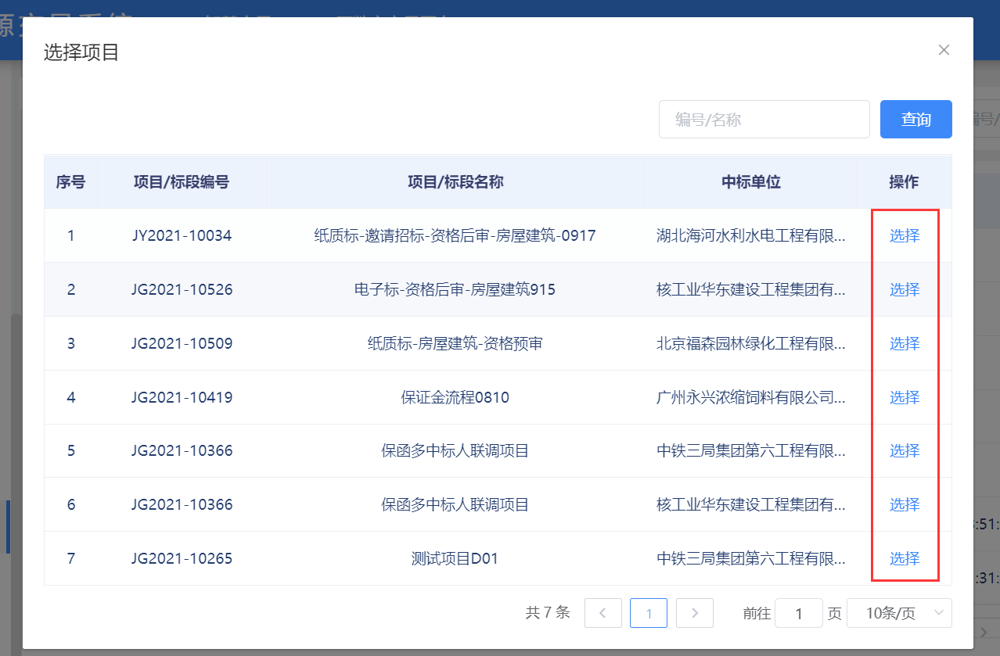 选择项目
编号/名称 查询
序号 项目/标段编号 项目/标段名称 中标单位 操作
1 JY2021-10034 纸质标-邀请招标-资格后审-房屋建筑-0917 湖北海河水利水电工程有限... 选择
2 JG2021-10526 电子标-资格后审-房屋建筑915 核工业华东建设工程集团有... 选择
3 JG2021-10509 纸质标-房屋建筑-资格预审 北京福森园林绿化工程有限... 选择
4 JG2021-10419 保证金流程0810 广州永兴浓缩饲料有限公司... 选择
5 JG2021-10366 保函多中标人联调项目 中铁三局集团第六工程有限... 选择
6 JG2021-10366 保函多中标人联调项目 核工业华东建设工程集团有... 选择
:51:
7 JG2021-10265 测试项目D01 中铁三局集团第六工程有限... 选择
:31:
共 7 条 1 前往 1 页 10条/页